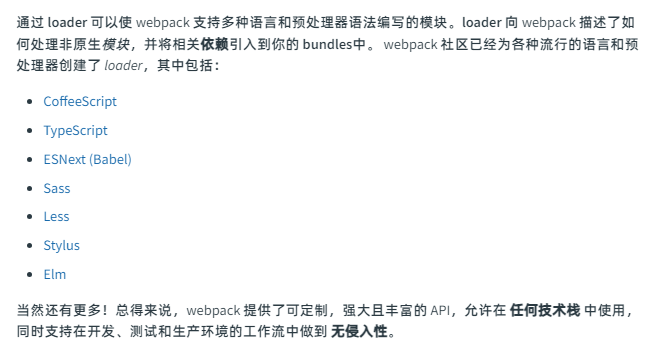 通过 loader 可以使 webpack 支持多种语言和预处理器语法编写的模块。loader 向 webpack 描述了如
何处理非原生模块，并将相关依赖引入到你的 bundles中。 webpack 社区已经为各种流行的语言和预
处理器创建了 loader，其中包括：
CoffeeScript
TypeScript
ESNext (Babel)
Sass
Less
Stylus
Elm
当然还有更多！总得来说，webpack 提供了可定制，强大且丰富的 API，允许在 任何技术栈 中使用，
同时支持在开发、测试和生产环境的工作流中做到 无侵入性。